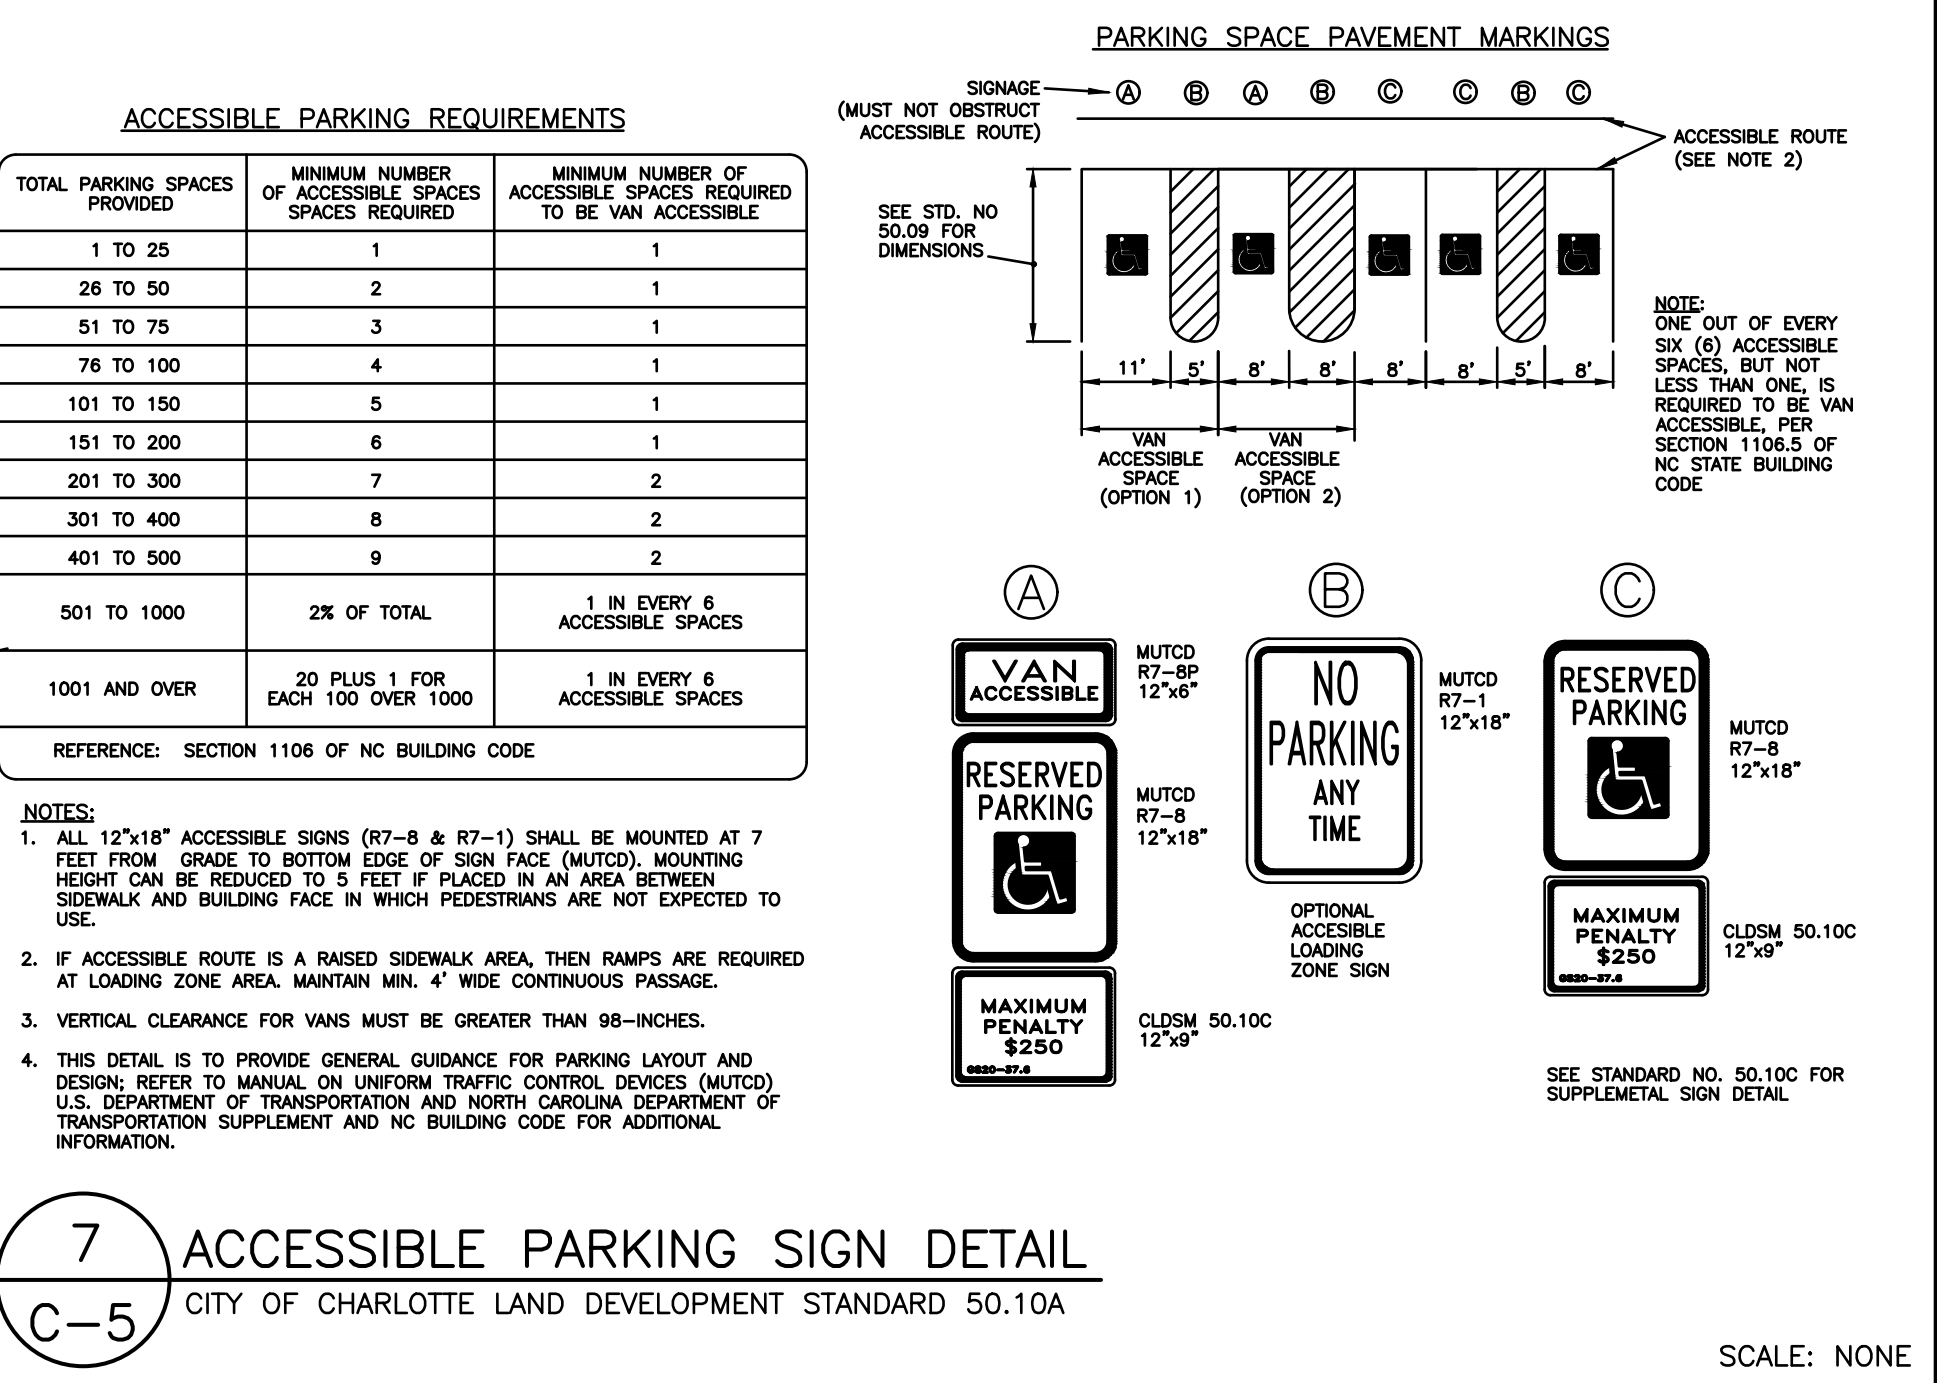 ACCESSIBLE PARKING REQUIREMENTS
TOTAL PARKING SPACES
PROVIDED
MINIMUM NUMBER
OF ACCESSIBLE SPACES
SPACES REQUIRED
MINIMUM NUMBER OF
ACCESSIBLE SPACES REQUIRED
TO BE VAN ACCESSIBLE
1 TO 25 1 1
26 TO 50 2 1
51 TO 75 3 1
76 TO 100 4 1
101 TO 150 5 1
151 TO 200 6 1
201 TO 300 7 2
301 TO 400 8 2
401 TO 500 9 2
501 TO 1000
2% OF TOTAL
1 IN EVERY 6
ACCESSIBLE SPACES
1001 AND OVER
20 PLUS 1 FOR
EACH 100 OVER 1000
1 IN EVERY 6
ACCESSIBLE SPACES
REFERENCE: SECTION 1106 OF NC BUILDING CODE
NOTES:
1. ALL 12"x18" ACCESSIBLE SIGNS (R7-8 & R7-1) SHALL BE MOUNTED AT 7
FEET FROM GRADE TO BOTTOM EDGE OF SIGN FACE (MUTCD). MOUNTING
HEIGHT CAN BE REDUCED TO 5 FEET IF PLACED IN AN AREA BETWEEN
SIDEWALK AND BUILDING FACE IN WHICH PEDESTRIANS ARE NOT EXPECTED TO
USE.
2. IF ACCESSIBLE ROUTE IS A RAISED SIDEWALK AREA, THEN RAMPS ARE REQUIRED
AT LOADING ZONE AREA. MAINTAIN MIN. 4' WIDE CONTINUOUS PASSAGE.
3. VERTICAL CLEARANCE FOR VANS MUST BE GREATER THAN 98-INCHES.
4. THIS DETAIL IS TO PROVIDE GENERAL GUIDANCE FOR PARKING LAYOUT AND
DESIGN; REFER TO MANUAL ON UNIFORM TRAFFIC CONTROL DEVICES (MUTCD)
U.S. DEPARTMENT OF TRANSPORTATION AND NORTH CAROLINA DEPARTMENT OF
TRANSPORTATION SUPPLEMENT AND NC BUILDING CODE FOR ADDITIONAL
INFORMATION.
PARKING SPACE PAVEMENT MARKINGS
SIGNAGE
(MUST NOT OBSTRUCT
ACCESSIBLE ROUTE)
A B A B C C B C
ACCESSIBLE ROUTE
(SEE NOTE 2)
SEE STD. NO
50.09 FOR
DIMENSIONS
11' 5' 8' 8' 8' 8' 5' 8'
VAN
ACCESSIBLE
SPACE
(OPTION 1)
VAN
ACCESSIBLE
SPACE
(OPTION 2)
NOTE:
ONE OUT OF EVERY
SIX (6) ACCESSIBLE
SPACES, BUT NOT
LESS THAN ONE, IS
REQUIRED TO BE VAN
ACCESSIBLE, PER
SECTION 1106.5 OF
NC STATE BUILDING
CODE
A
VAN
ACCESSIBLE
MUTCD
R7-8P
12"x6"
RESERVED
PARKING
MUTCD
R7-8
12"x18"
MAXIMUM
PENALTY
$250
GS20-37.6
CLDSM 50.10C
12"x9"
B
NO
PARKING
ANY
TIME
MUTCD
R7-1
12"x18"
OPTIONAL
ACCESIBLE
LOADING
ZONE SIGN
C
RESERVED
PARKING
MUTCD
R7-8
12"x18"
MAXIMUM
PENALTY
$250
GS20-37.6
CLDSM 50.10C
12"x9"
SEE STANDARD NO. 50.10C FOR
SUPPLEMETAL SIGN DETAIL
7
C-5
ACCESSIBLE PARKING SIGN DETAIL
CITY OF CHARLOTTE LAND DEVELOPMENT STANDARD 50.10A
SCALE: NONE